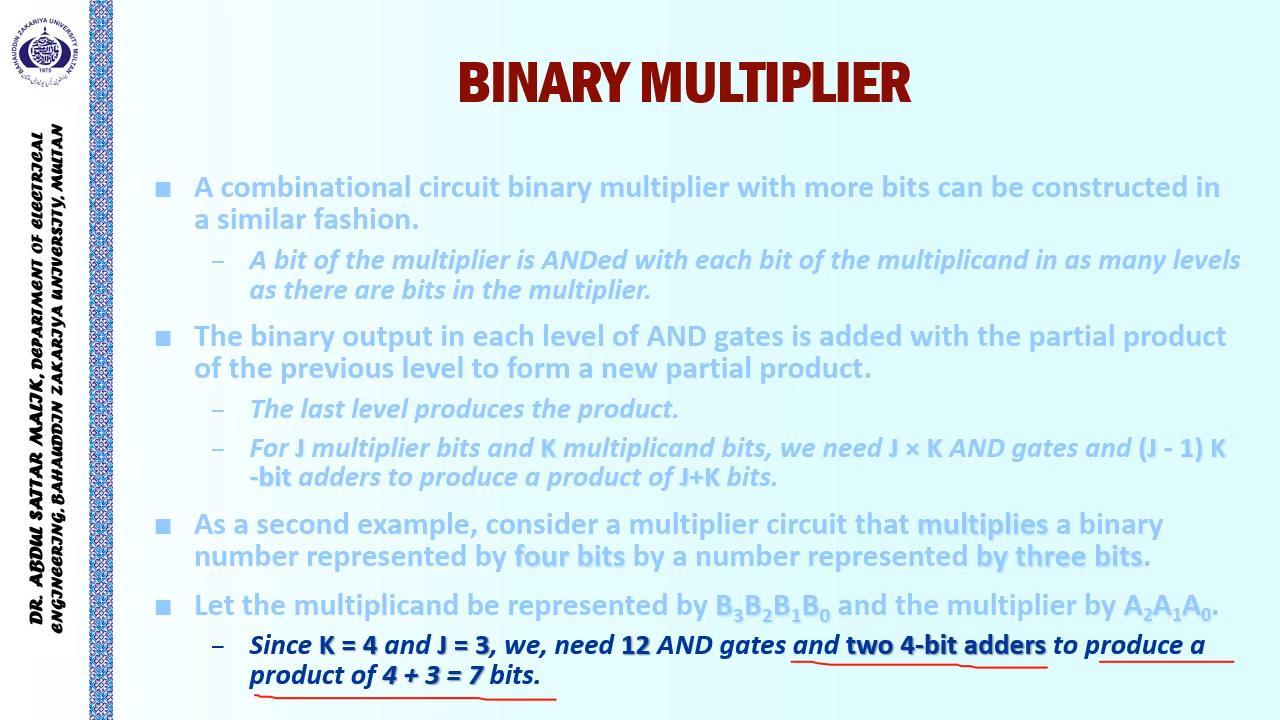 BAHAUDDIN ZAKARIYA UNIVERSITY MULTAN
1975
DR. ABDUL SATTAR MALIK, DEPARTMENT OF ELECTRICAL
ENGINEERING, BAHAUDDIN ZAKARIYA UNIVERSITY, MULTAN
BINARY MULTIPLIER
■ A combinational circuit binary multiplier with more bits can be constructed in
a similar fashion.
– A bit of the multiplier is ANDed with each bit of the multiplicand in as many levels
as there are bits in the multiplier.
■ The binary output in each level of AND gates is added with the partial product
of the previous level to form a new partial product.
– The last level produces the product.
– For J multiplier bits and K multiplicand bits, we need J × K AND gates and (J - 1) K
-bit adders to produce a product of J+K bits.
■ As a second example, consider a multiplier circuit that multiplies a binary
number represented by four bits by a number represented by three bits.
■ Let the multiplicand be represented by B₃B₂B₁B₀ and the multiplier by A₂A₁A₀.
– Since K = 4 and J = 3, we, need 12 AND gates and two 4-bit adders to produce a
product of 4 + 3 = 7 bits.